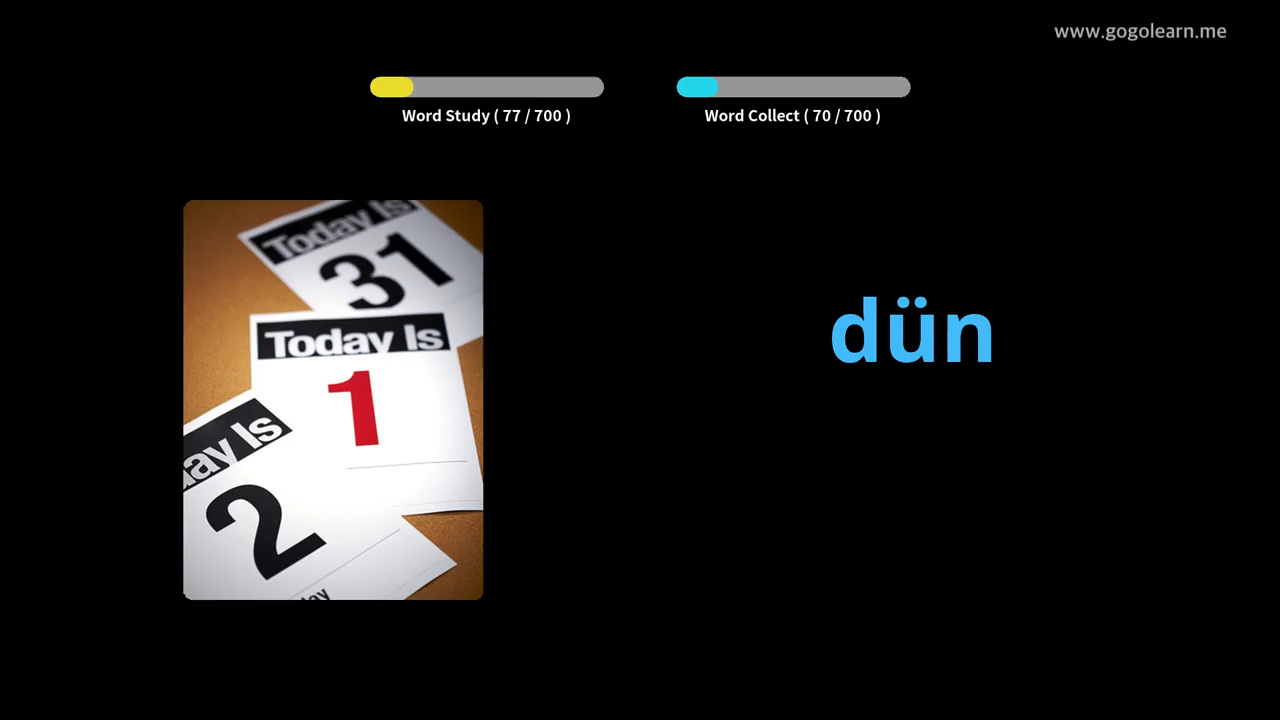 www.gogolearn.me
Word Study ( 77 / 700 )
Word Collect ( 70 / 700 )
Today Is
31
Today Is
1
dün
ay Is
2